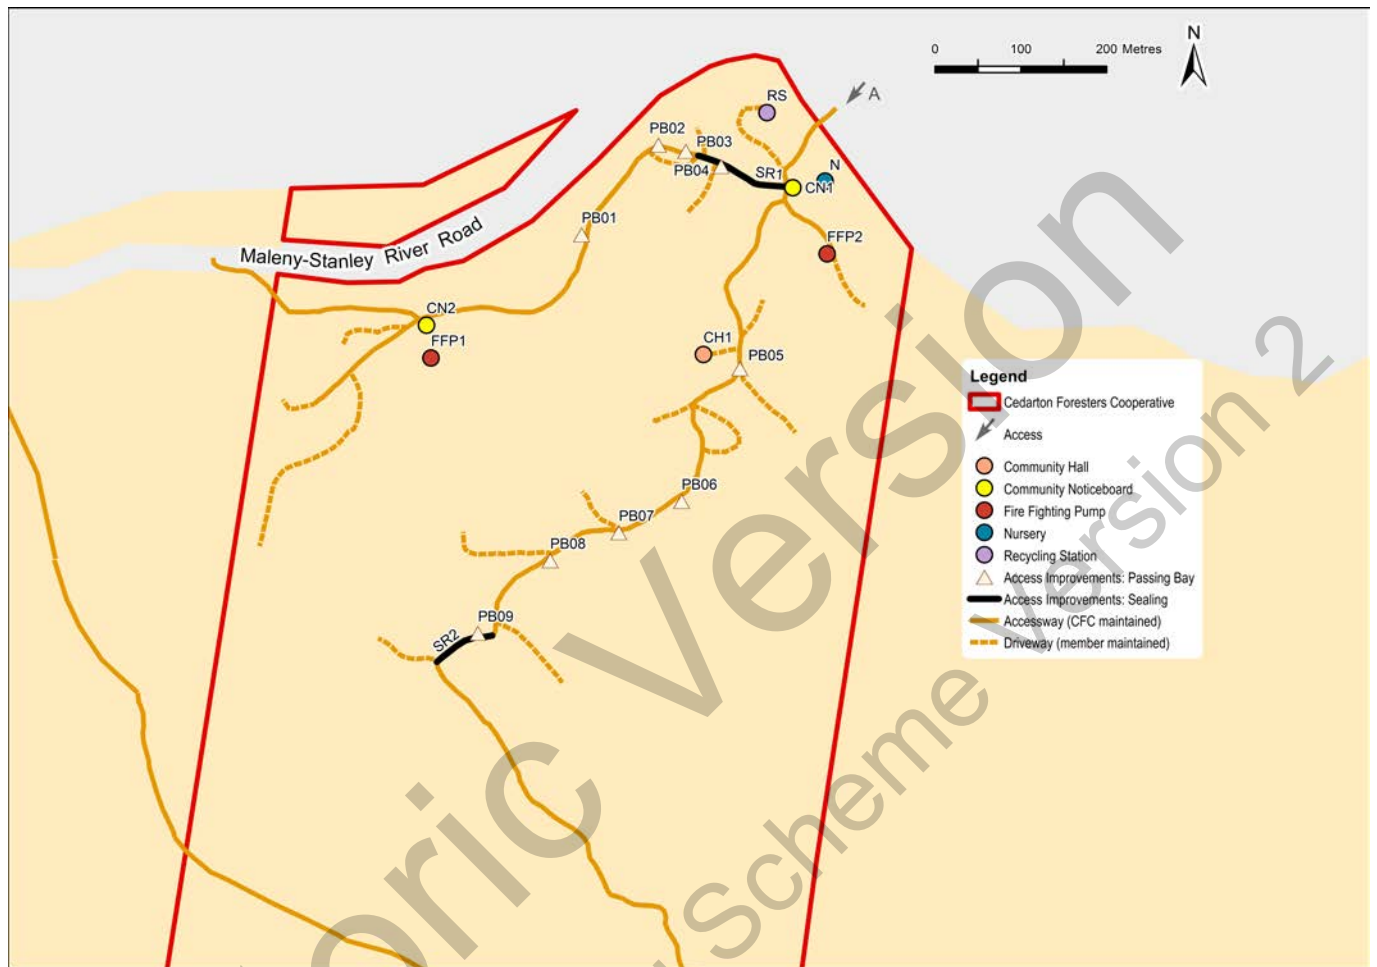 0 100 200 Metres
N
A
RS
PB02
PB03
PB04
SR1
N
CN1
PB01
FFP2
Maleny-Stanley River Road
CN2
FFP1
CH1
PB05
PB06
PB07
PB08
PB09
SR2
Legend
Cedarton Foresters Cooperative
Access
Community Hall
Community Noticeboard
Fire Fighting Pump
Nursery
Recycling Station
Access Improvements: Passing Bay
Access Improvements: Sealing
Accessway (CFC maintained)
Driveway (member maintained)
oric Version
Scheme Version 2